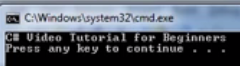 C:\Windows\system32\cmd.exe
C# Video Tutorial for Beginners
Press any key to continue . . .